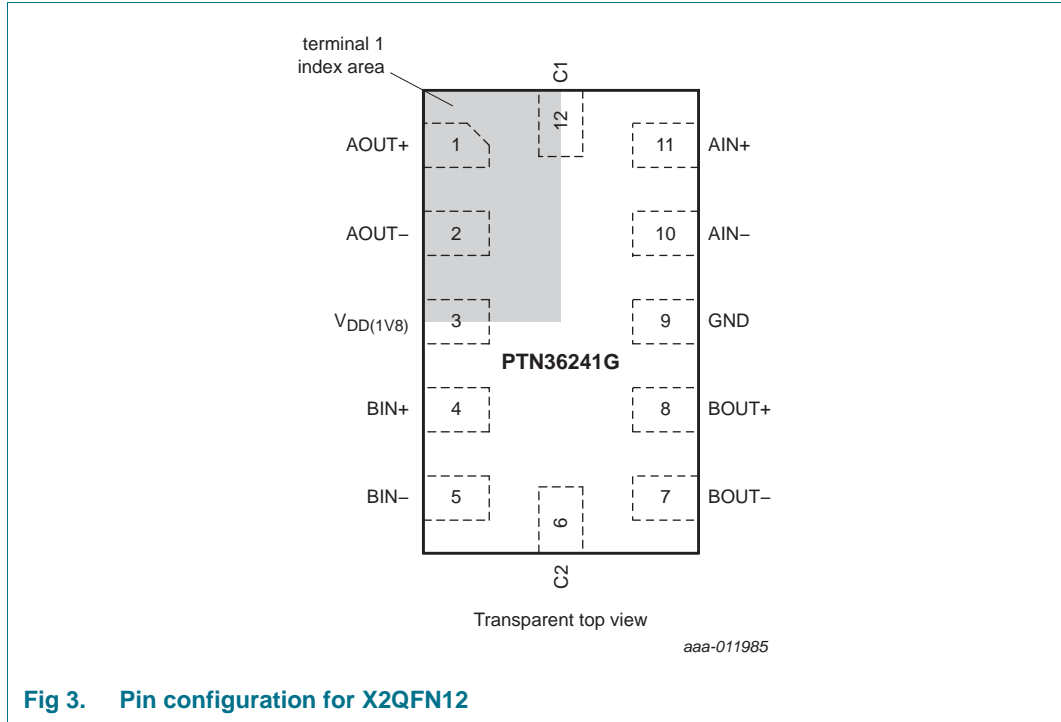 terminal 1
index area
C1
12
AOUT+ 1 11 AIN+
AOUT− 2 10 AIN−
VDD(1V8) 3 9 GND
PTN36241G
BIN+ 4 8 BOUT+
BIN− 5 7 BOUT−
6
C2
Transparent top view
aaa-011985
Fig 3. Pin configuration for X2QFN12